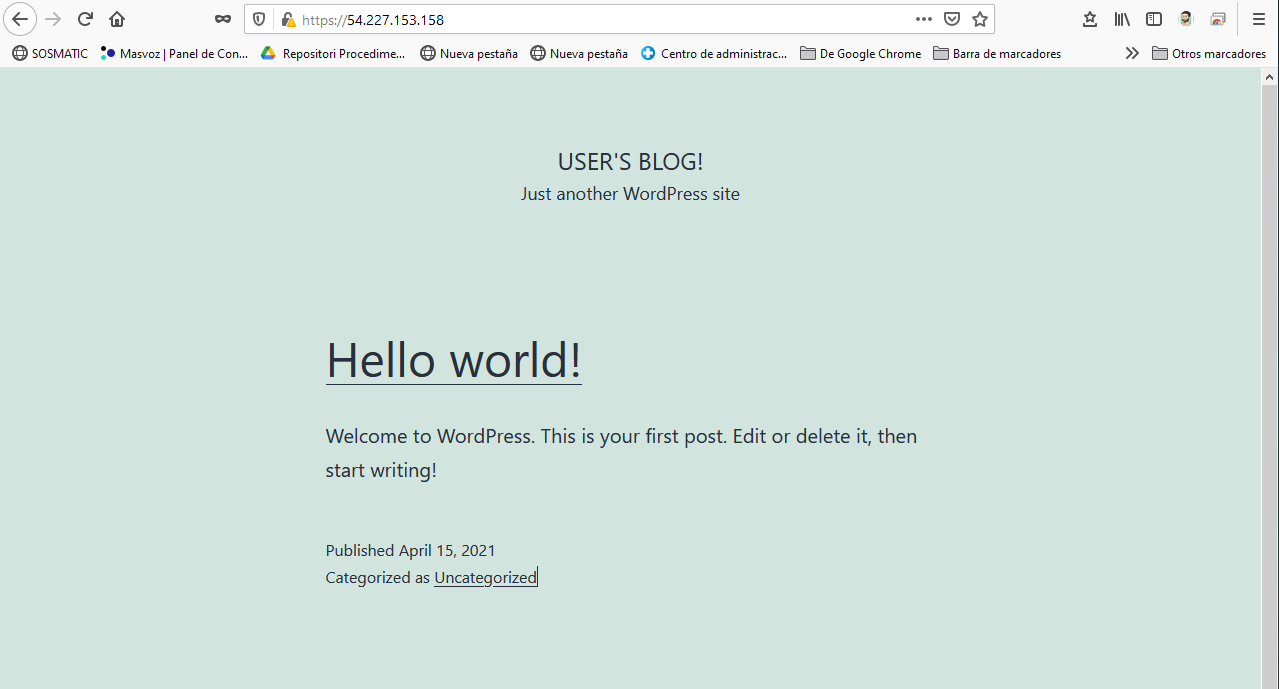 https://54.227.153.158
SOSMATIC
Masvoz | Panel de Con...
Repositori Procedime...
Nueva pestaña
Nueva pestaña
Centro de administrac...
De Google Chrome
Barra de marcadores
Otros marcadores
USER'S BLOG!
Just another WordPress site
Hello world!
Welcome to WordPress. This is your first post. Edit or delete it, then
start writing!
Published April 15, 2021
Categorized as Uncategorized